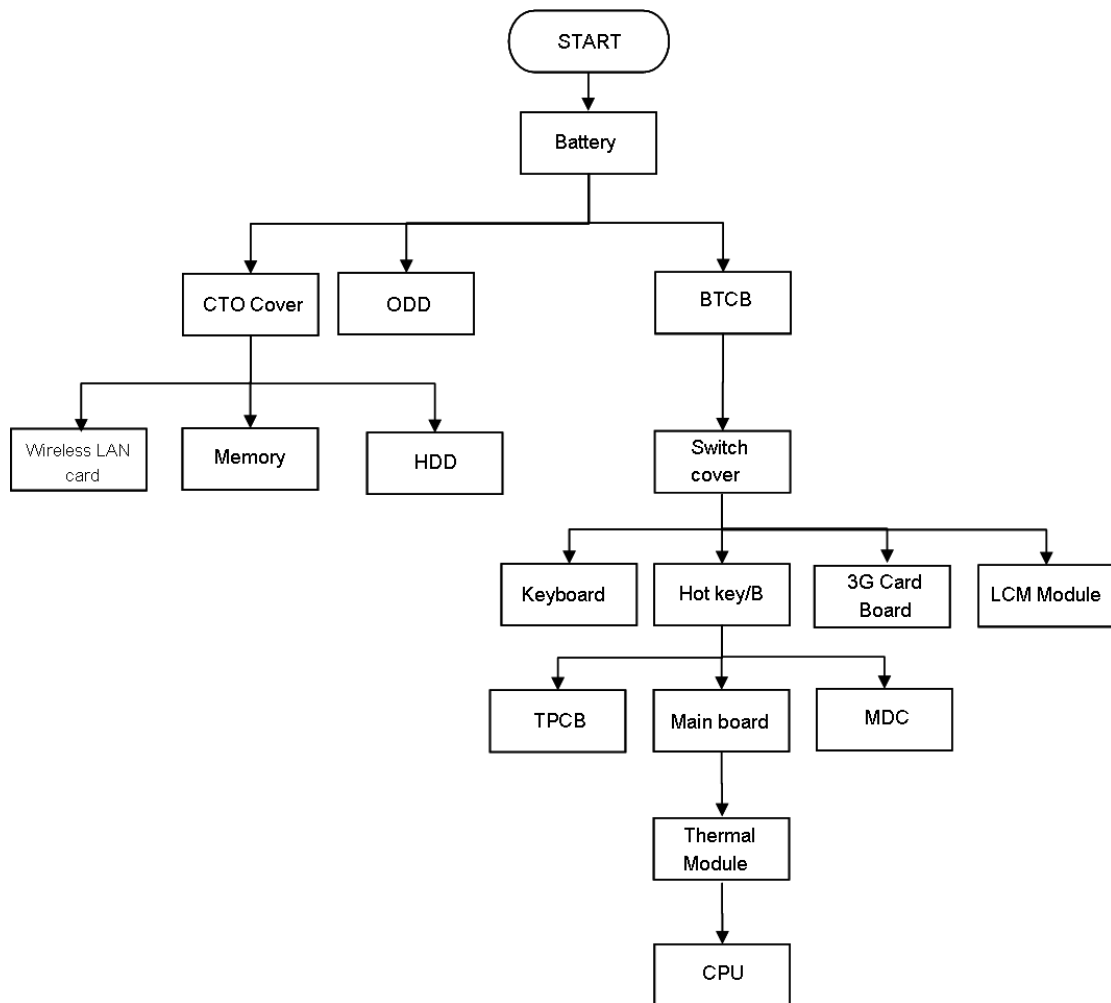 START
Battery
CTO Cover
ODD
BTCB
Wireless LAN
card
Memory
HDD
Switch
cover
Keyboard
Hot key/B
3G Card
Board
LCM Module
TPCB
Main board
MDC
Thermal
Module
CPU